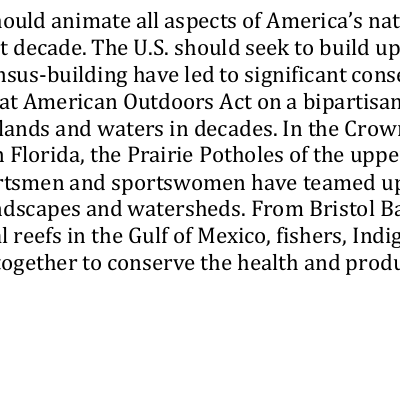 ould animate all aspects of America's nat
t decade. The U.S. should seek to build up
nsus-building have led to significant conse
at American Outdoors Act on a bipartisan
lands and waters in decades. In the Crow
n Florida, the Prairie Potholes of the uppe
rtsmen and sportswomen have teamed up
ndscapes and watersheds. From Bristol Ba
l reefs in the Gulf of Mexico, fishers, Indig
together to conserve the health and produ